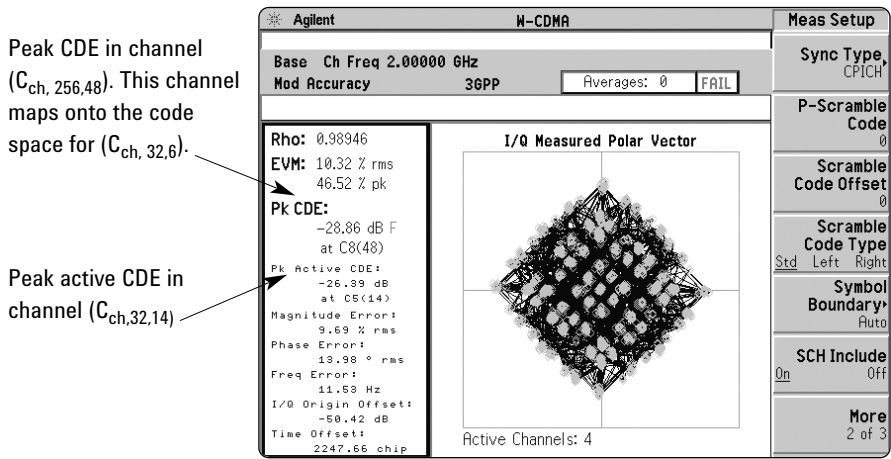 Peak CDE in channel
(Cch, 256,48). This channel
maps onto the code
space for (Cch, 32,6).
Peak active CDE in
channel (Cch,32,14)
Agilent
W-CDMA
Base Ch Freq 2.00000 GHz
Mod Accuracy 3GPP Averages: 0 FAIL
Rho: 0.98946
EVM: 10.32 % rms
46.52 % pk
Pk CDE:
-28.86 dB F
at C8(48)
Pk Active CDE:
-26.39 dB
at C5(14)
Magnitude Error:
9.69 % rms
Phase Error:
13.98 ° rms
Freq Error:
11.53 Hz
I/Q Origin Offset:
-50.42 dB
Time Offset:
2247.66 chip
I/Q Measured Polar Vector
Active Channels: 4
Meas Setup
Sync Type
CPICH
P-Scramble
Code
0
Scramble
Code Offset
0
Scramble
Code Type
Std Left Right
Symbol
Boundary
Auto
SCH Include
On Off
More
2 of 3